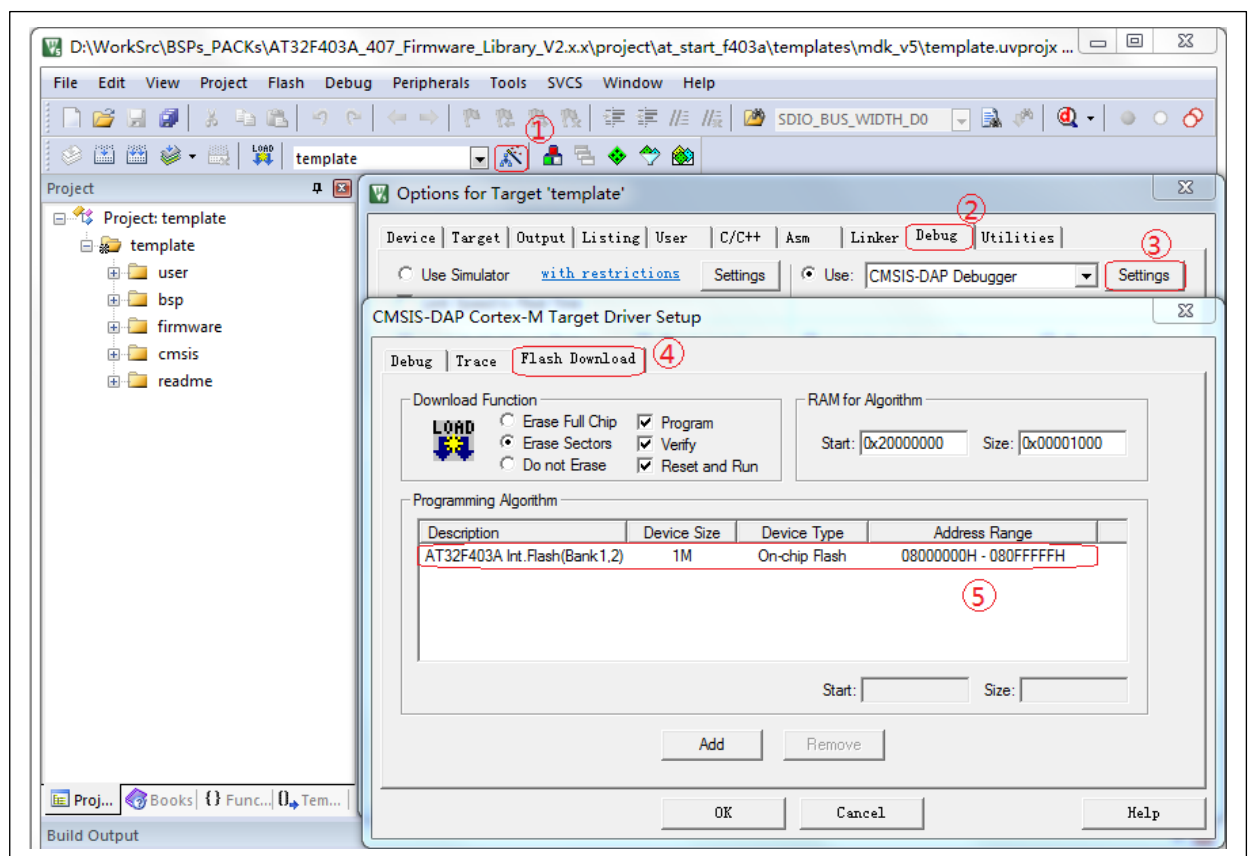 D:\WorkSrc\BSPs_PACKs\AT32F403A_407_Firmware_Library_V2.x.x\project\at_start_f403a\templates\mdk_v5\template.uvprojx ...
File Edit View Project Flash Debug Peripherals Tools SVCS Window Help
SDIO_BUS_WIDTH_D0
①
LOAD template
Project
Project: template
template
user
bsp
firmware
cmsis
readme
Options for Target 'template'
②
Device Target Output Listing User C/C++ Asm Linker Debug Utilities
③
Use Simulator with restrictions Settings Use: CMSIS-DAP Debugger Settings
CMSIS-DAP Cortex-M Target Driver Setup
Debug Trace Flash Download ④
Download Function
LOAD
Erase Full Chip Program
Erase Sectors Verify
Do not Erase Reset and Run
RAM for Algorithm
Start: 0x20000000 Size: 0x00001000
Programming Algorithm
Description Device Size Device Type Address Range
AT32F403A Int.Flash(Bank1,2) 1M On-chip Flash 08000000H - 080FFFFFH
⑤
Start: Size:
Add Remove
OK Cancel Help
Proj... Books {} Func... Tem...
Build Output